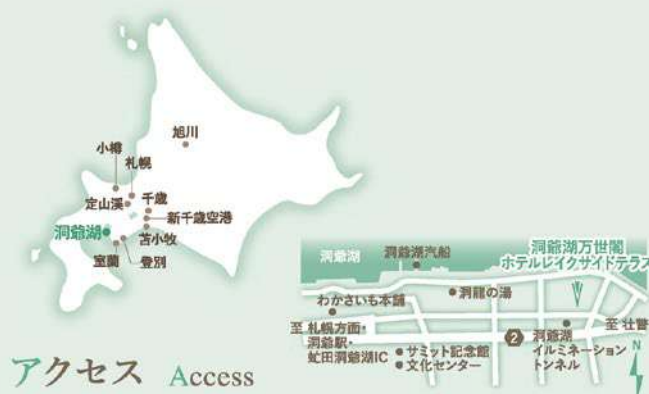 旭川
小樽
札幌
定山渓
千歳
新千歳空港
洞爺湖
苫小牧
室蘭
登別
洞爺湖
洞爺湖汽船
洞爺湖万世閣
ホテルレイクサイドテラス
わかさいも本舗
洞龍の湯
至 札幌方面・
洞爺駅・
虻田洞爺湖IC
サミット記念館
文化センター
2
洞爺湖
イルミネーション
トンネル
至 壮瞥
N
アクセス Access